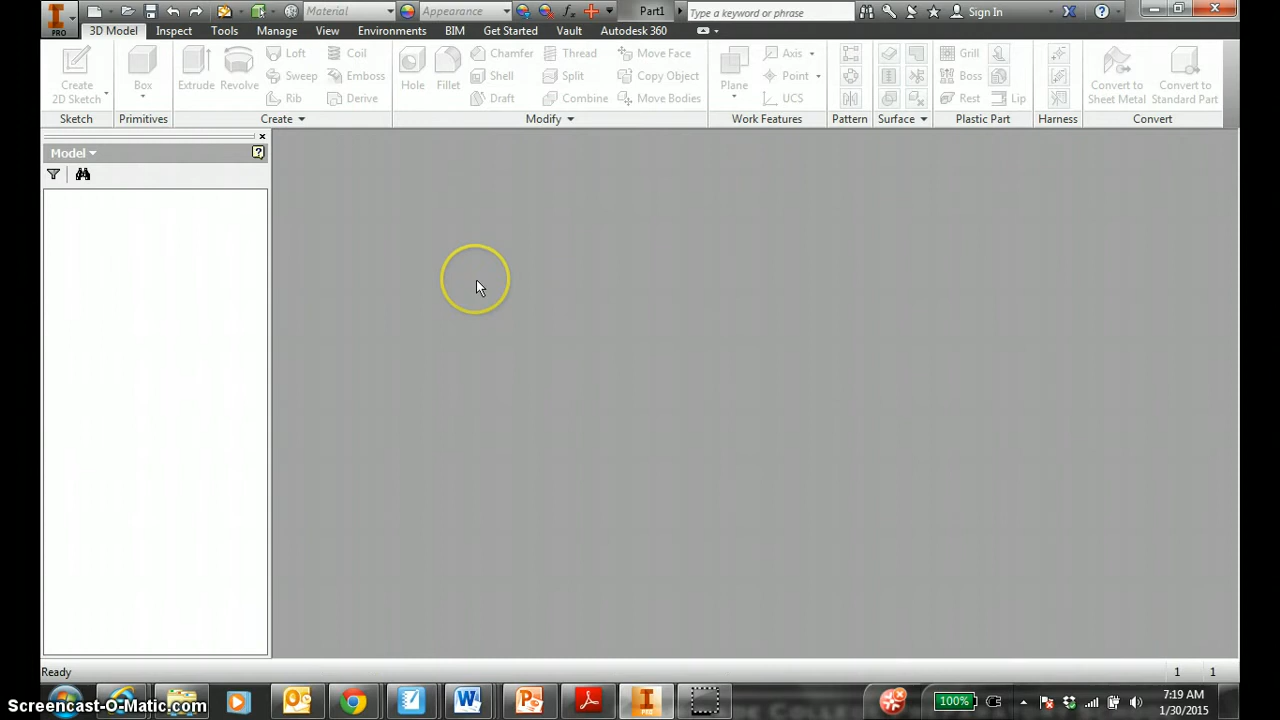 PRO
Material
Appearance
Part1
Type a keyword or phrase
Sign In
3D Model
Inspect
Tools
Manage
View
Environments
BIM
Get Started
Vault
Autodesk 360
Create
2D Sketch
Sketch
Box
Primitives
Extrude
Revolve
Loft
Sweep
Rib
Coil
Emboss
Derive
Create
Hole
Fillet
Chamfer
Shell
Draft
Thread
Split
Combine
Move Face
Copy Object
Move Bodies
Modify
Plane
Axis
Point
UCS
Work Features
Pattern
Surface
Grill
Boss
Rest
Lip
Plastic Part
Harness
Convert to
Sheet Metal
Convert to
Standard Part
Convert
Model
Ready
1
1
Screencast-O-Matic.com
PRO
100%
7:19 AM
1/30/2015